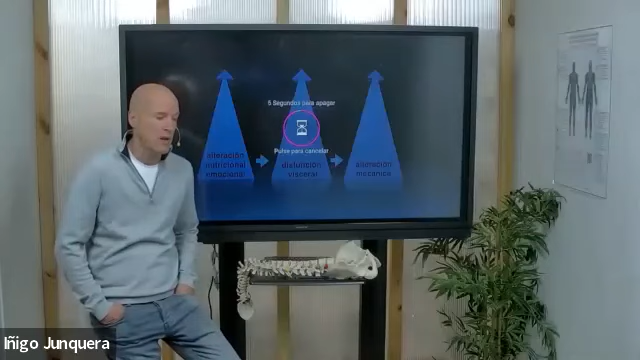 5 Segundos para apagar
Pulse para cancelar
alteración
nutricional
emocional
disfunción
visceral
alteración
mecánica
Iñigo Junquera